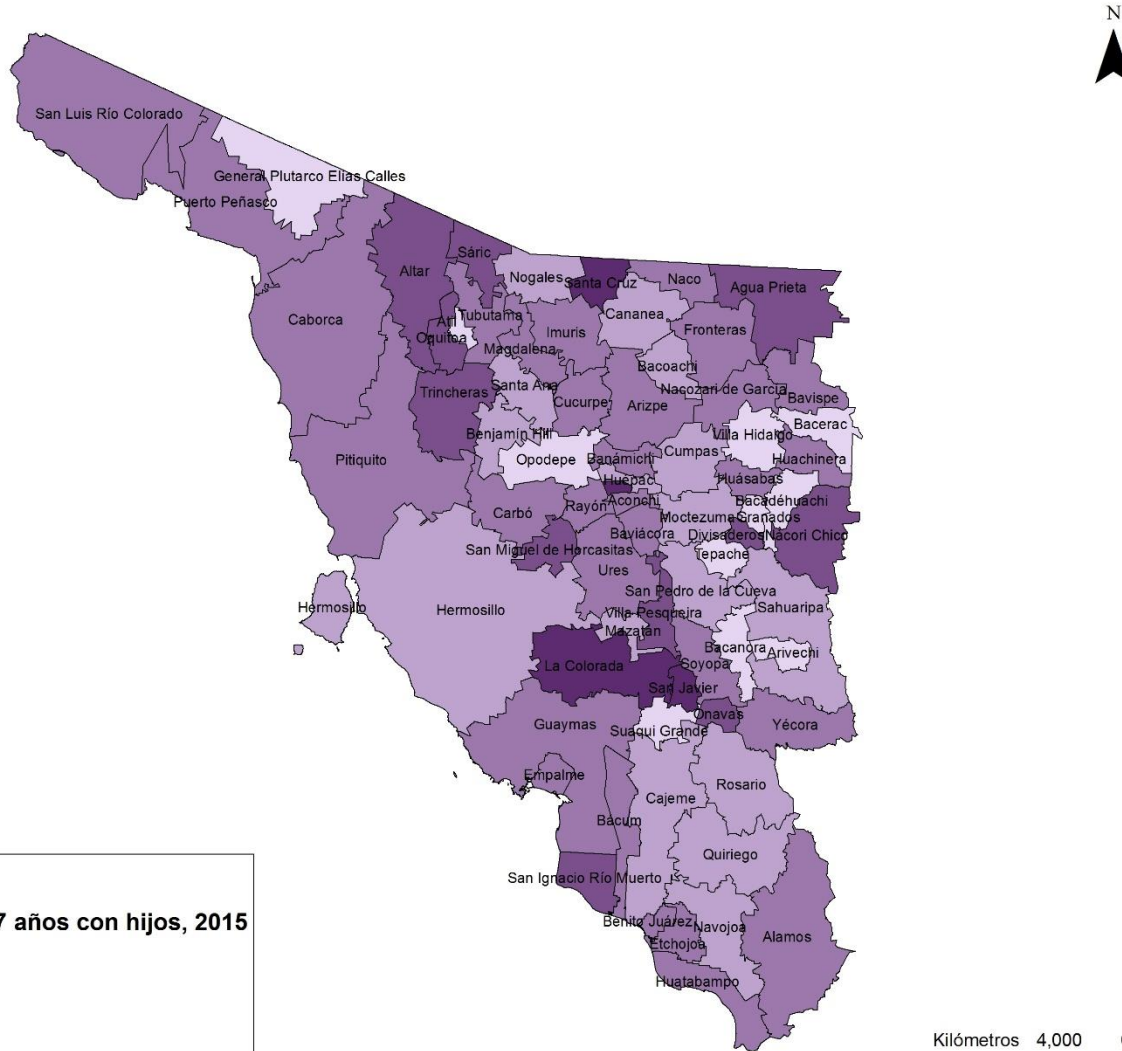 N
San Luis Río Colorado
General Plutarco Elías Calles
Puerto Peñasco
Sáric
Nogales
Santa Cruz
Naco
Agua Prieta
Altar
Caborca
Cananea
Atil
Tubutama
Oquitoa
Imuris
Fronteras
Magdalena
Bacoachi
Trincheras
Santa Ana
Nacozari de García
Bavispe
Cucurpe
Arizpe
Bacerac
Benjamín Hill
Villa Hidalgo
Pitiquito
Opodepe
Banámichi
Cumpas
Huachinera
Huépac
Huásabas
Bacadéhuachi
Carbó
Rayón
Aconchi
Moctezuma
Granados
Baviácora
Divisaderos
Nácori Chico
San Miguel de Horcasitas
Tepache
Ures
San Pedro de la Cueva
Hermosillo
Hermosillo
Villa Pesqueira
Sahuaripa
Mazatán
Bacanora
Arivechi
La Colorada
Soyopa
San Javier
Onavas
Guaymas
Suaqui Grande
Yécora
Empalme
Cajeme
Rosario
Bácum
Quiriego
San Ignacio Río Muerto
Benito Juárez
Navojoa
Alamos
Etchojoa
Huatabampo
7 años con hijos, 2015
Kilómetros 4,000